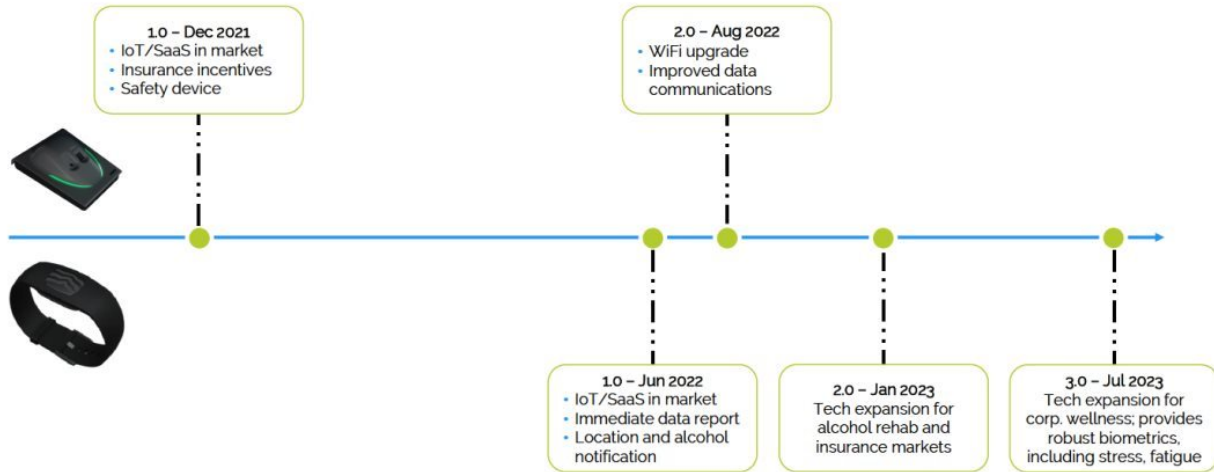 1.0 – Dec 2021
• IoT/SaaS in market
• Insurance incentives
• Safety device
2.0 – Aug 2022
• WiFi upgrade
• Improved data
communications
1.0 – Jun 2022
• IoT/SaaS in market
• Immediate data report
• Location and alcohol
notification
2.0 – Jan 2023
Tech expansion for
alcohol rehab and
insurance markets
3.0 – Jul 2023
Tech expansion for
corp. wellness; provides
robust biometrics,
including stress, fatigue